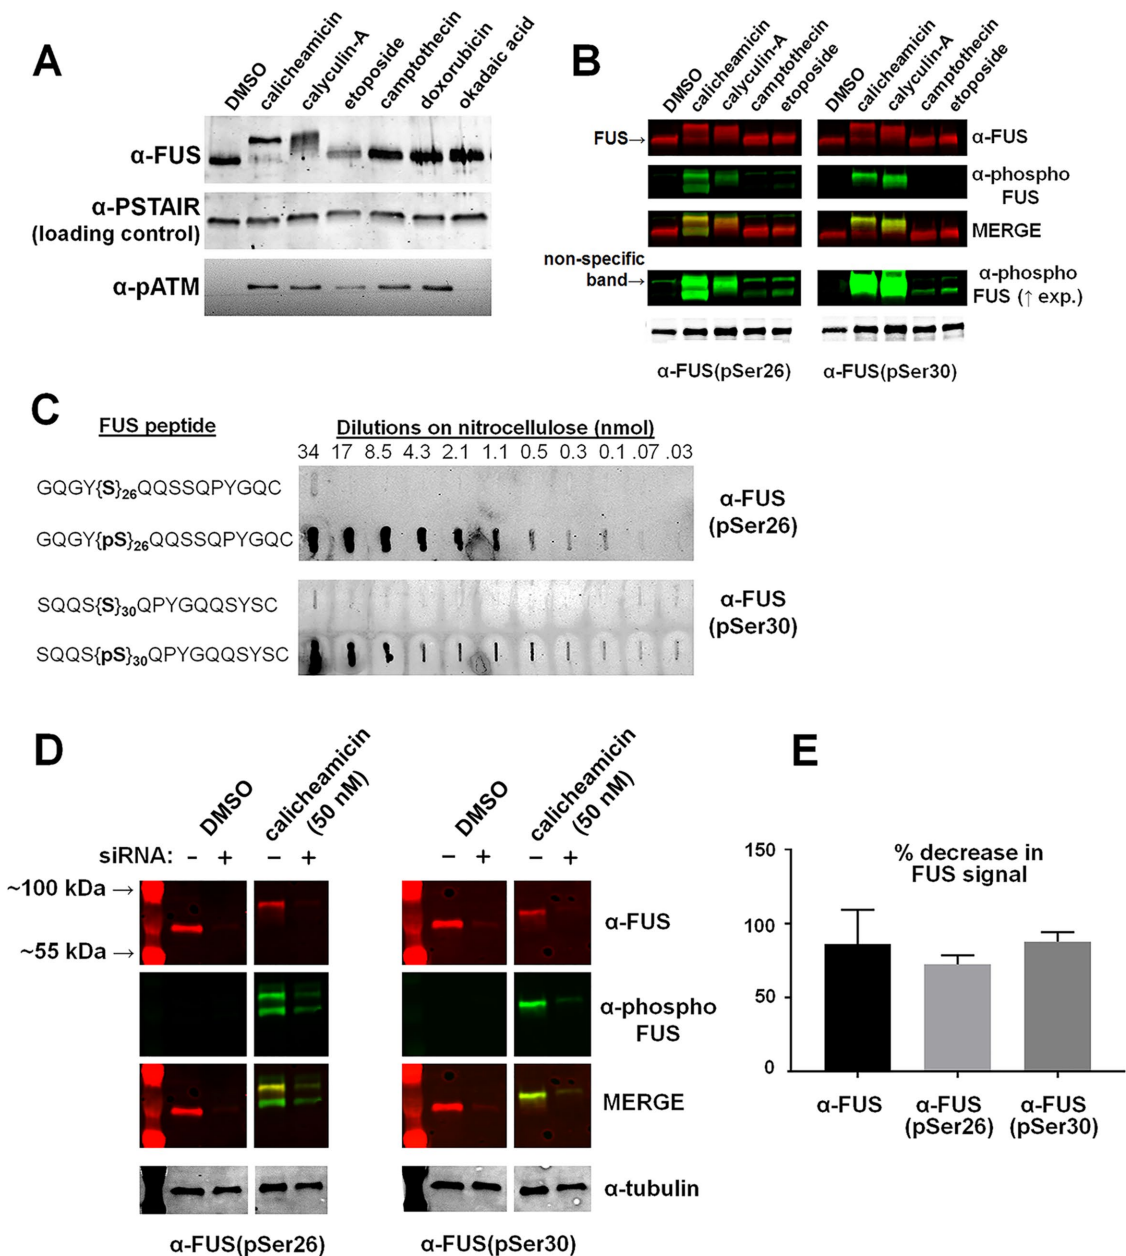 A
DMSO
calicheamicin
calyculin-A
etoposide
camptothecin
doxorubicin
okadaic acid
α-FUS
α-PSTAIR
(loading control)
α-pATM
B
DMSO
calicheamicin
calyculin-A
camptothecin
etoposide
DMSO
calicheamicin
calyculin-A
camptothecin
etoposide
FUS→
α-FUS
α-phospho
FUS
MERGE
non-specific
band→
α-phospho
FUS (↑ exp.)
α-FUS(pSer26)
α-FUS(pSer30)
C
FUS peptide
Dilutions on nitrocellulose (nmol)
34 17 8.5 4.3 2.1 1.1 0.5 0.3 0.1 .07 .03
GQGY{S}26QQSSQPYGQC
GQGY{pS}26QQSSQPYGQC
α-FUS
(pSer26)
SQQS{S}30QPYGQQSYSC
SQQS{pS}30QPYGQQSYSC
α-FUS
(pSer30)
D
DMSO
calicheamicin
(50 nM)
DMSO
calicheamicin
(50 nM)
siRNA: – + – + – + – +
~100 kDa →
~55 kDa →
α-FUS
α-phospho
FUS
MERGE
α-tubulin
α-FUS(pSer26)
α-FUS(pSer30)
E
% decrease in
FUS signal
150
100
50
0
α-FUS
α-FUS
(pSer26)
α-FUS
(pSer30)